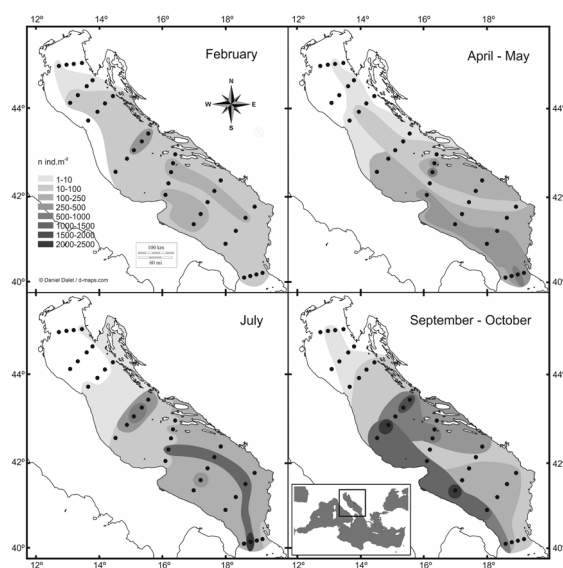 12° 14° 16° 18° 12° 14° 16° 18°
February
April - May
N
W E
S
44° 44°
n ind.m-2
1-10
10-100
100-250
250-500
500-1000
1000-1500
1500-2000
2000-2500
42° 42°
100 km
60 mi
© Daniel Dalet / d-maps.com
40° 40°
12° 14° 16° 18° 12° 14° 16° 18°
July
September - October
44° 44°
42° 42°
40° 40°